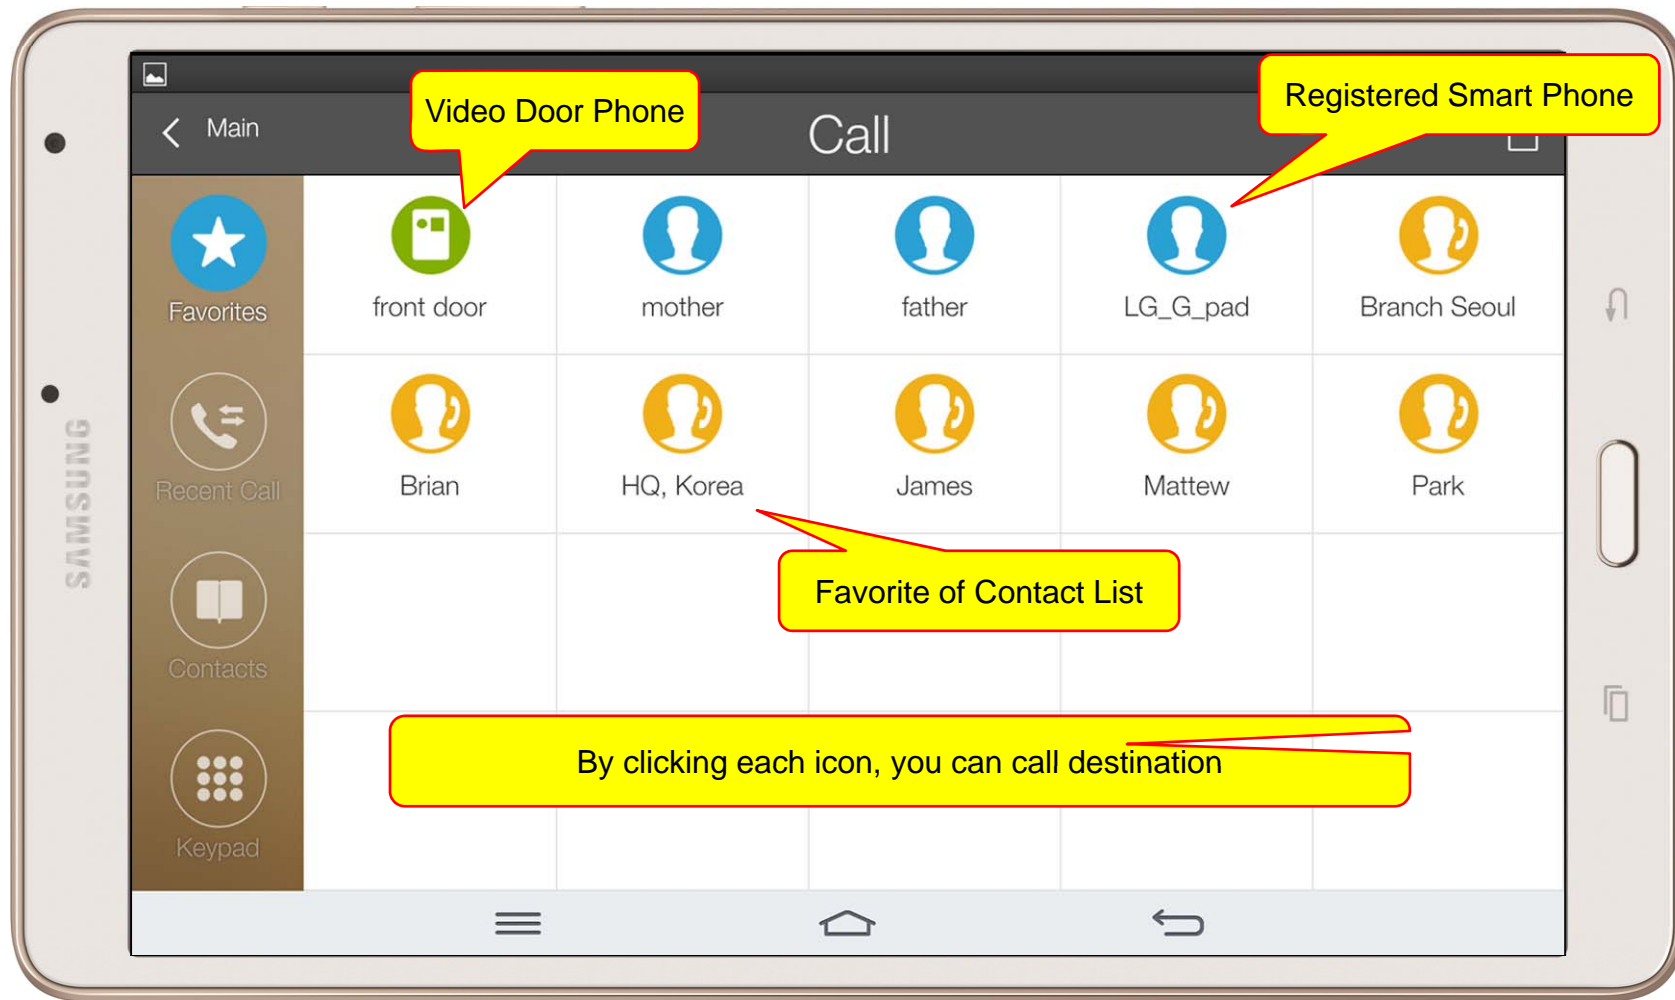 Video Door Phone
Registered Smart Phone
Main
Call
Favorites
front door
mother
father
LG_G_pad
Branch Seoul
Recent Call
Brian
HQ, Korea
James
Mattew
Park
Favorite of Contact List
Contacts
By clicking each icon, you can call destination
Keypad
SAMSUNG